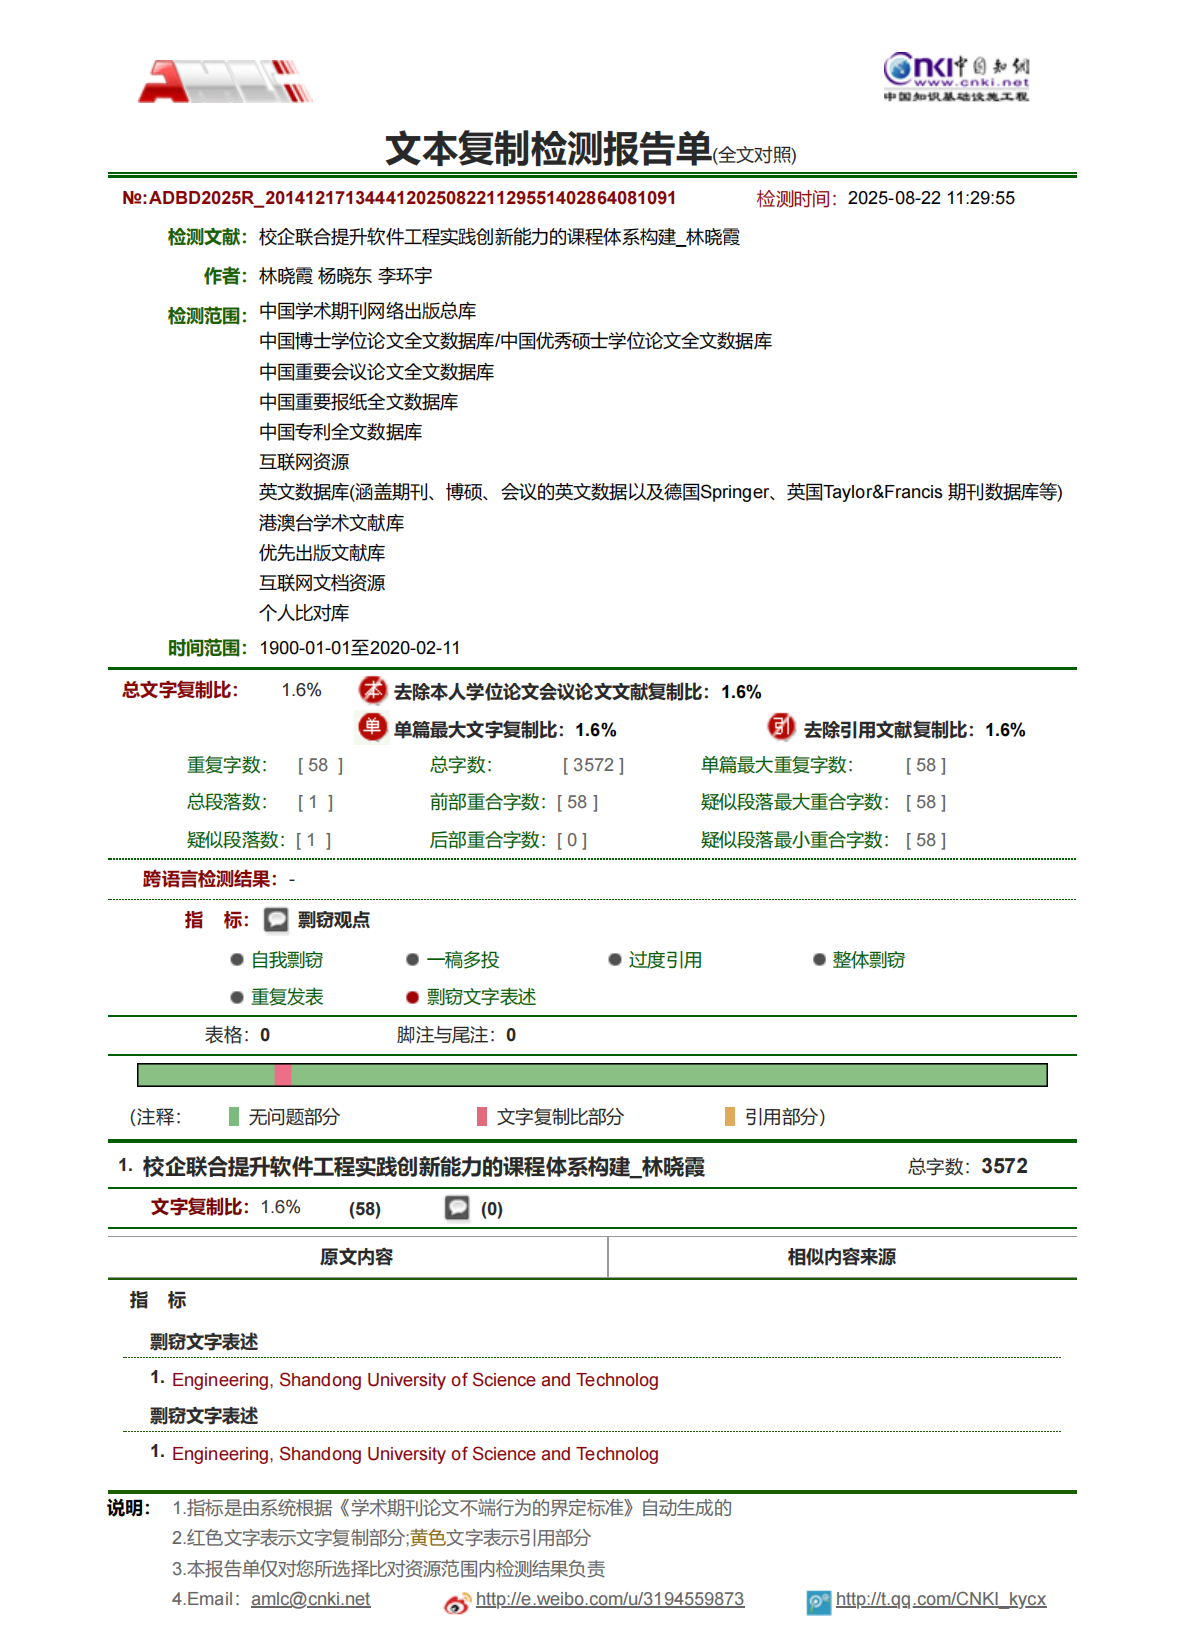 AMLC
CNKI中国知网
www.cnki.net
中国知识基础设施工程
文本复制检测报告单(全文对照)
№:ADBD2025R_20141217134441202508221129551402864081091 检测时间：2025-08-22 11:29:55
检测文献：校企联合提升软件工程实践创新能力的课程体系构建_林晓霞
作者：林晓霞 杨晓东 李环宇
检测范围：中国学术期刊网络出版总库
中国博士学位论文全文数据库/中国优秀硕士学位论文全文数据库
中国重要会议论文全文数据库
中国重要报纸全文数据库
中国专利全文数据库
互联网资源
英文数据库(涵盖期刊、博硕、会议的英文数据以及德国Springer、英国Taylor&Francis 期刊数据库等)
港澳台学术文献库
优先出版文献库
互联网文档资源
个人比对库
时间范围：1900-01-01至2020-02-11
总文字复制比： 1.6% 本 去除本人学位论文会议论文文献复制比：1.6%
单 单篇最大文字复制比：1.6% 引 去除引用文献复制比：1.6%
重复字数： [ 58 ] 总字数： [ 3572 ] 单篇最大重复字数： [ 58 ]
总段落数： [ 1 ] 前部重合字数：[ 58 ] 疑似段落最大重合字数： [ 58 ]
疑似段落数：[ 1 ] 后部重合字数：[ 0 ] 疑似段落最小重合字数： [ 58 ]
跨语言检测结果： -
指 标： 剽窃观点
自我剽窃 一稿多投 过度引用 整体剽窃
重复发表 剽窃文字表述
表格：0 脚注与尾注：0
(注释： 无问题部分 文字复制比部分 引用部分)
1. 校企联合提升软件工程实践创新能力的课程体系构建_林晓霞 总字数：3572
文字复制比：1.6% (58) (0)
原文内容 相似内容来源
指 标
剽窃文字表述
1. Engineering, Shandong University of Science and Technolog
剽窃文字表述
1. Engineering, Shandong University of Science and Technolog
说明： 1.指标是由系统根据《学术期刊论文不端行为的界定标准》自动生成的
2.红色文字表示文字复制部分;黄色文字表示引用部分
3.本报告单仅对您所选择比对资源范围内检测结果负责
4.Email：amlc@cnki.net http://e.weibo.com/u/3194559873 http://t.qq.com/CNKI_kycx